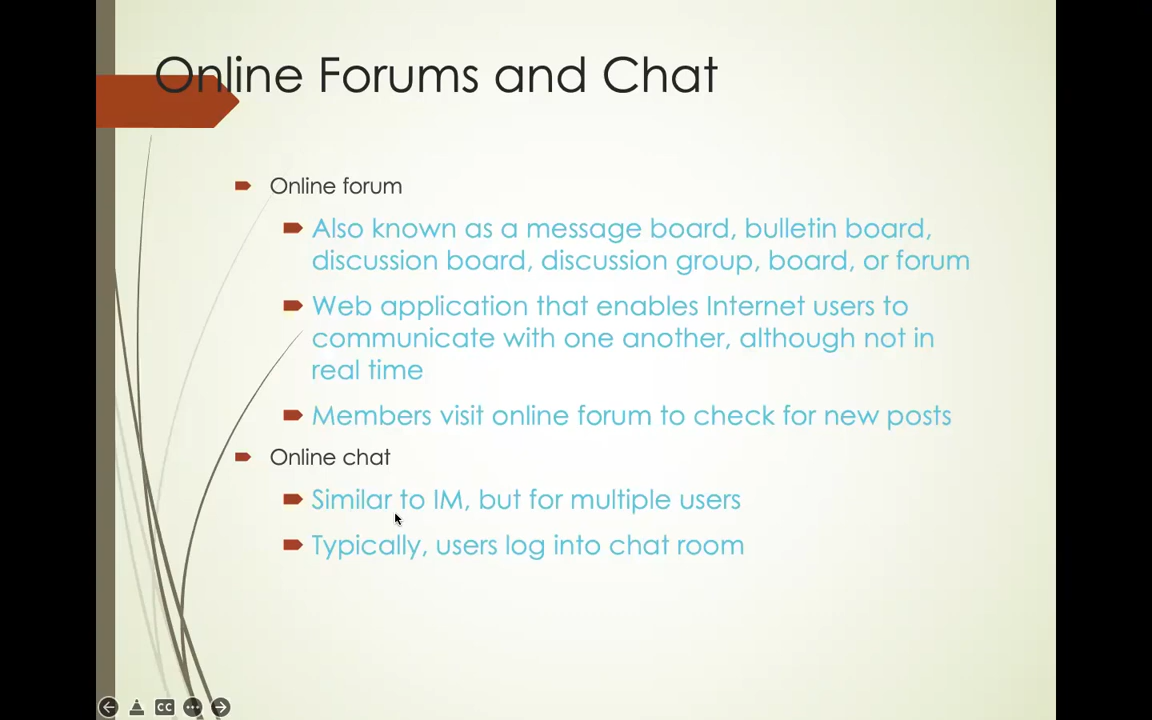 Online Forums and Chat
Online forum
Also known as a message board, bulletin board,
discussion board, discussion group, board, or forum
Web application that enables Internet users to
communicate with one another, although not in
real time
Members visit online forum to check for new posts
Online chat
Similar to IM, but for multiple users
Typically, users log into chat room
CC